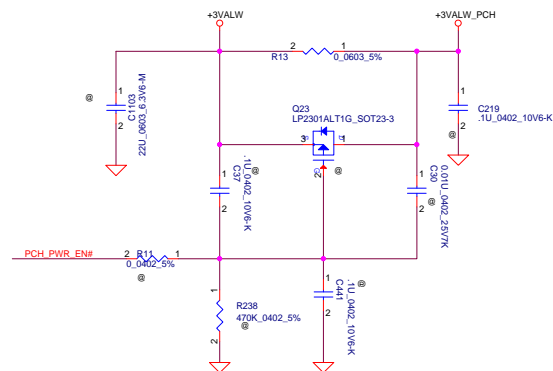 +3VALW
+3VALW_PCH
2
1
R13
0_0603_5%
1
2
@
C1103
22U_0603_6.3V6-M
Q23
LP2301ALT1G_SOT23-3
3
S
D
1
G
2
@
1
2
C219
.1U_0402_10V6-K
@
1
2
C37
.1U_0402_10V6-K
@
1
2
C30
0.01U_0402_25V7K
@
PCH_PWR_EN#
2
R11
1
0_0402_5%
@
1
2
R238
470K_0402_5%
@
1
2
C441
.1U_0402_10V6-K
@